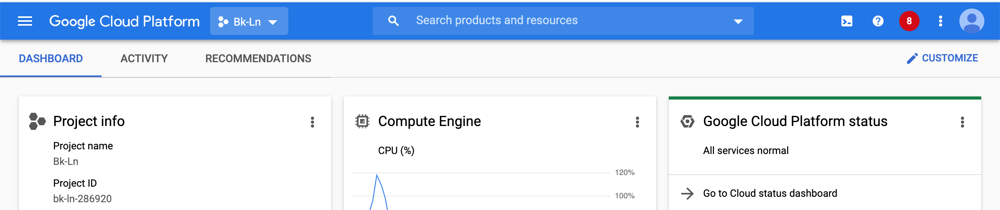 Google Cloud Platform
Bk-Ln
Search products and resources
8
DASHBOARD
ACTIVITY
RECOMMENDATIONS
CUSTOMIZE
Project info
Project name
Bk-Ln
Project ID
bk-ln-286920
Compute Engine
CPU (%)
120%
100%
Google Cloud Platform status
All services normal
Go to Cloud status dashboard